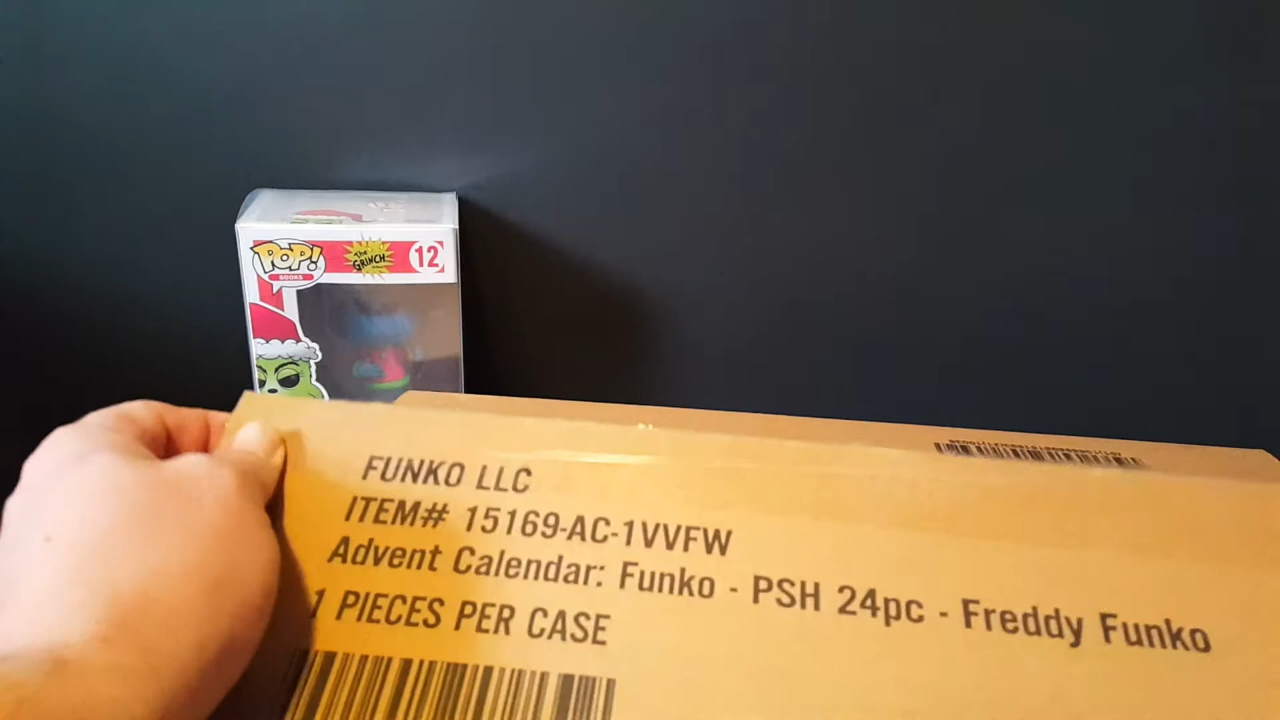 POP!
BOOKS
The
GRINCH
12
FUNKO LLC
ITEM# 15169-AC-1VVFW
Advent Calendar: Funko - PSH 24pc - Freddy Funko
1 PIECES PER CASE